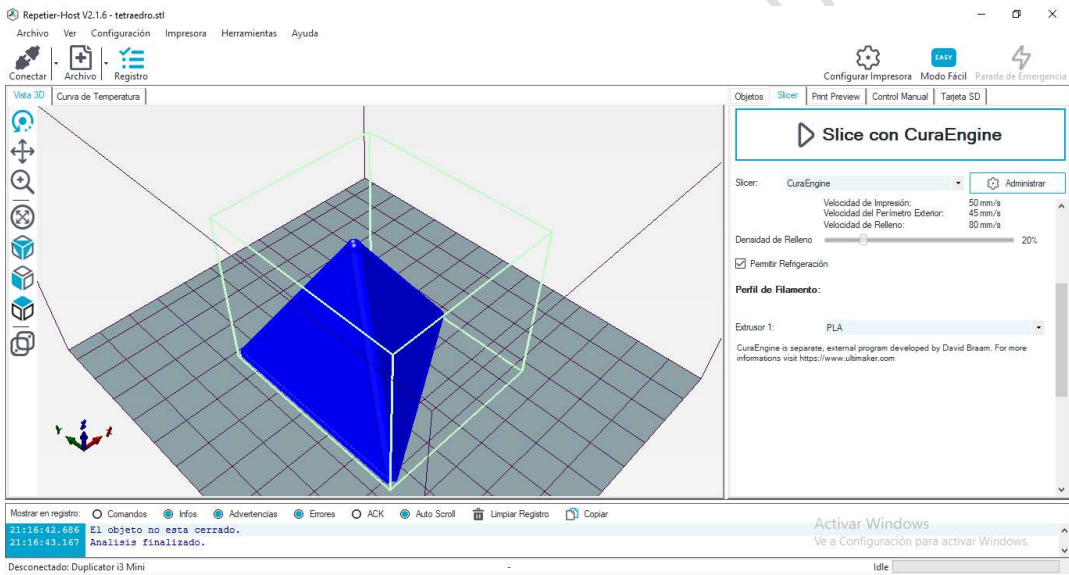 Repetier-Host V2.1.6 - tetraedro.stl
Archivo Ver Configuración Impresora Herramientas Ayuda
Conectar Archivo Registro
EASY
Configurar Impresora Modo Fácil Parada de Emergencia
Vista 3D Curva de Temperatura
Objetos Slicer Print Preview Control Manual Tarjeta SD
Slice con CuraEngine
Slicer: CuraEngine Administrar
Velocidad de Impresión: 50 mm/s
Velocidad del Perímetro Exterior: 45 mm/s
Velocidad de Relleno: 80 mm/s
Densidad de Relleno 20%
Permitir Refrigeración
Perfil de Filamento:
Extrusor 1: PLA
CuraEngine is separate, external program developed by David Braam. For more
informations visit https://www.ultimaker.com
Mostrar en registro: Comandos Infos Advertencias Errores ACK Auto Scroll Limpiar Registro Copiar
21:16:42.686 El objeto no esta cerrado.
21:16:43.167 Analisis finalizado.
Activar Windows
Ve a Configuración para activar Windows.
Desconectado: Duplicator i3 Mini - Idle